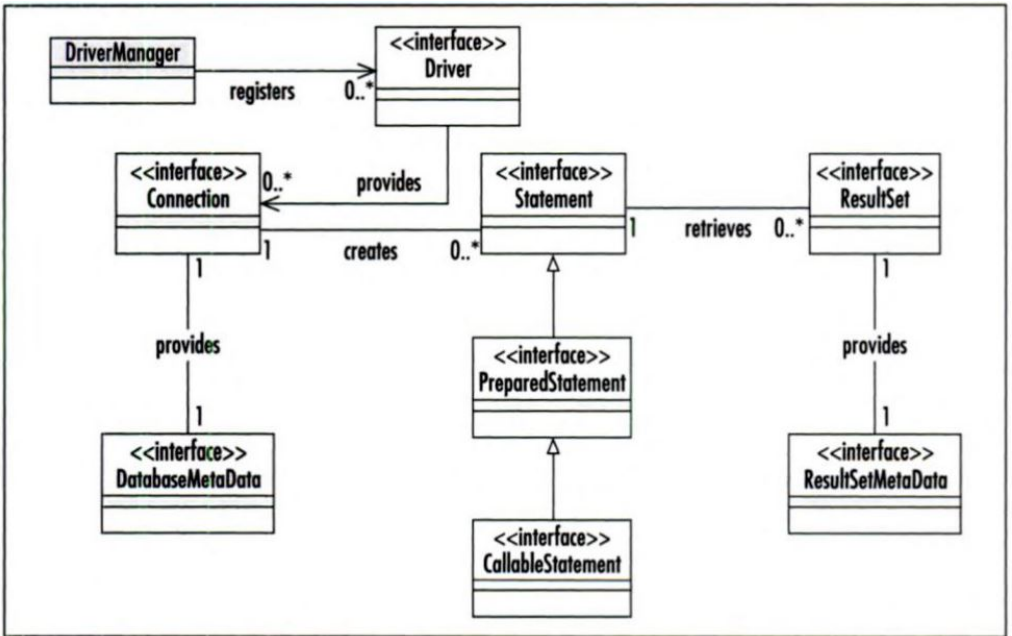 DriverManager
<<interface>>
Driver
registers
0..*
<<interface>>
Connection
0..*
provides
<<interface>>
Statement
<<interface>>
ResultSet
1
creates
0..*
1
retrieves
0..*
1
provides
1
<<interface>>
DatabaseMetaData
<<interface>>
PreparedStatement
1
provides
1
<<interface>>
ResultSetMetaData
<<interface>>
CallableStatement